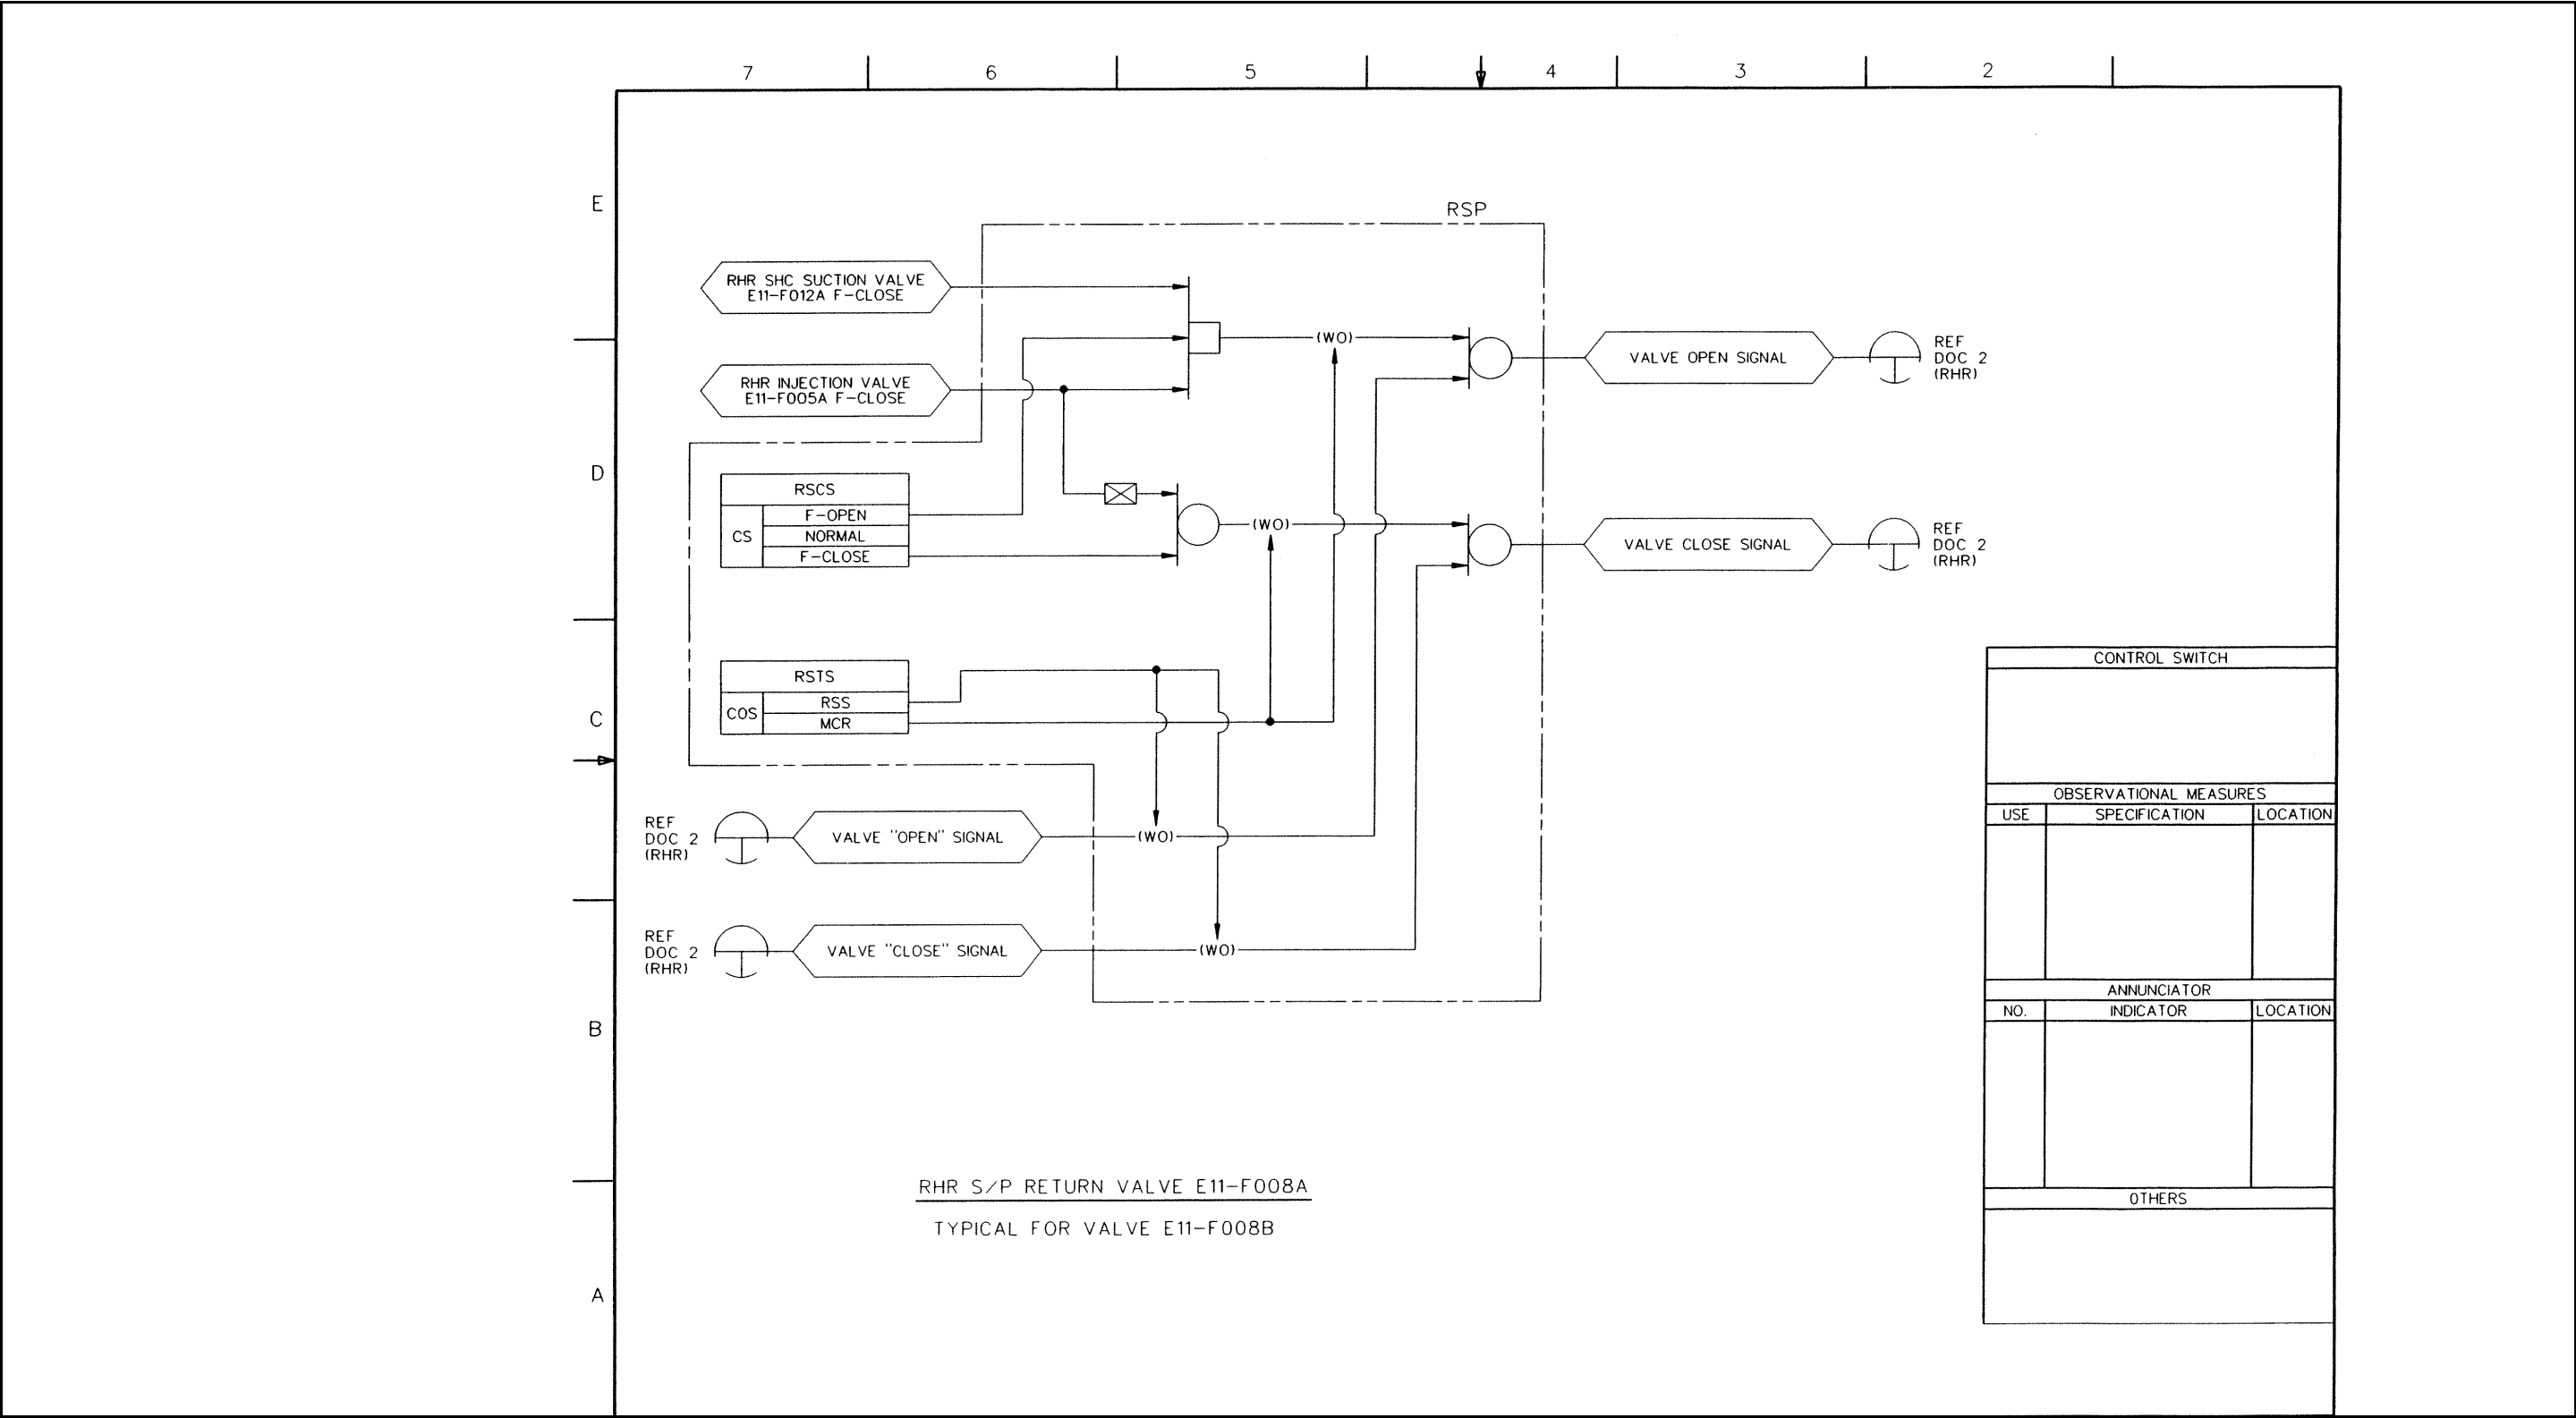 7
6
5
4
3
2
E
D
C
B
A
RSP
RHR SHC SUCTION VALVE
E11-F012A F-CLOSE
RHR INJECTION VALVE
E11-F005A F-CLOSE
(WO)
VALVE OPEN SIGNAL
REF
DOC 2
(RHR)
RSCS
CS
F-OPEN
NORMAL
F-CLOSE
(WO)
VALVE CLOSE SIGNAL
REF
DOC 2
(RHR)
RSTS
COS
RSS
MCR
REF
DOC 2
(RHR)
VALVE "OPEN" SIGNAL
(WO)
REF
DOC 2
(RHR)
VALVE "CLOSE" SIGNAL
(WO)
RHR S/P RETURN VALVE E11-F008A
TYPICAL FOR VALVE E11-F008B
CONTROL SWITCH
OBSERVATIONAL MEASURES
USE SPECIFICATION LOCATION
ANNUNCIATOR
NO. INDICATOR LOCATION
OTHERS